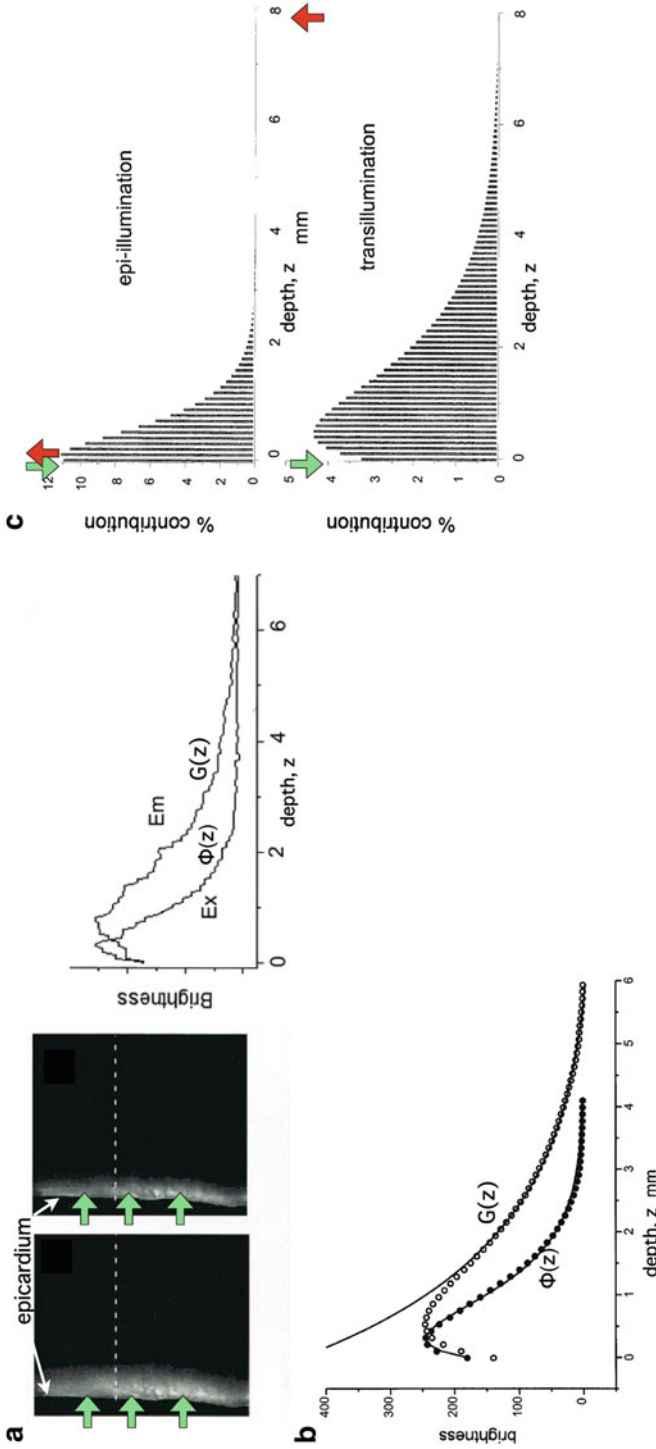 a
epicardium
Brightness
Em
G(z)
Φ(z)
Ex
0
2
4
6
depth, z
b
brightness
400
300
200
100
0
G(z)
Φ(z)
0
1
2
3
4
5
6
depth, z mm
c
% contribution
12
10
8
6
4
2
0
epi-illumination
0
2
4
6
8
depth, z mm
% contribution
5
4
3
2
1
0
transillumination
0
2
4
6
8
depth, z